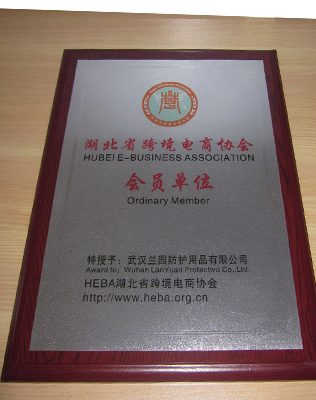 湖北省跨境电商协会
HUBEI E-BUSINESS ASSOCIATION
会员单位
Ordinary Member
特授予：武汉兰园防护用品有限公司
Award to: Wuhan LanYuan Protective Co.,Ltd.
HEBA湖北省跨境电商协会
http://www.heba.org.cn